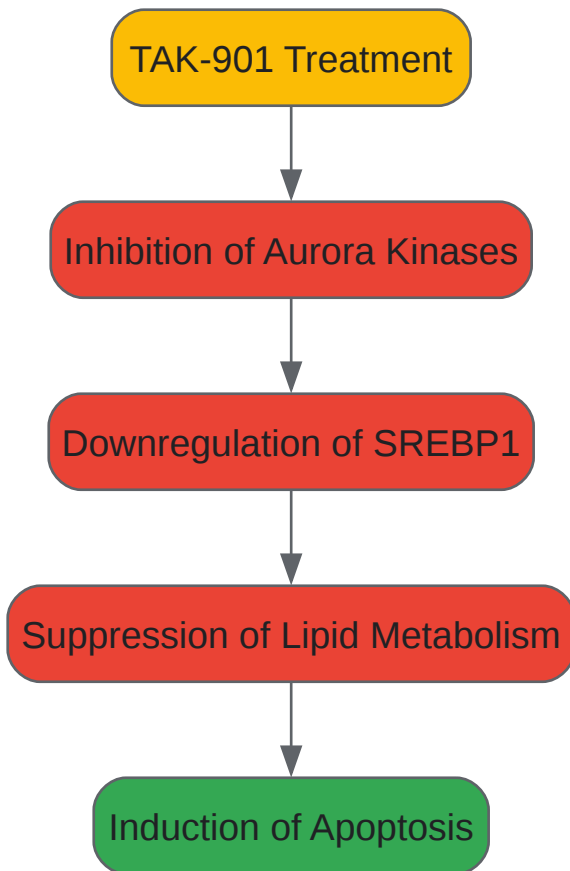 TAK-901 Treatment
Inhibition of Aurora Kinases
Downregulation of SREBP1
Suppression of Lipid Metabolism
Induction of Apoptosis